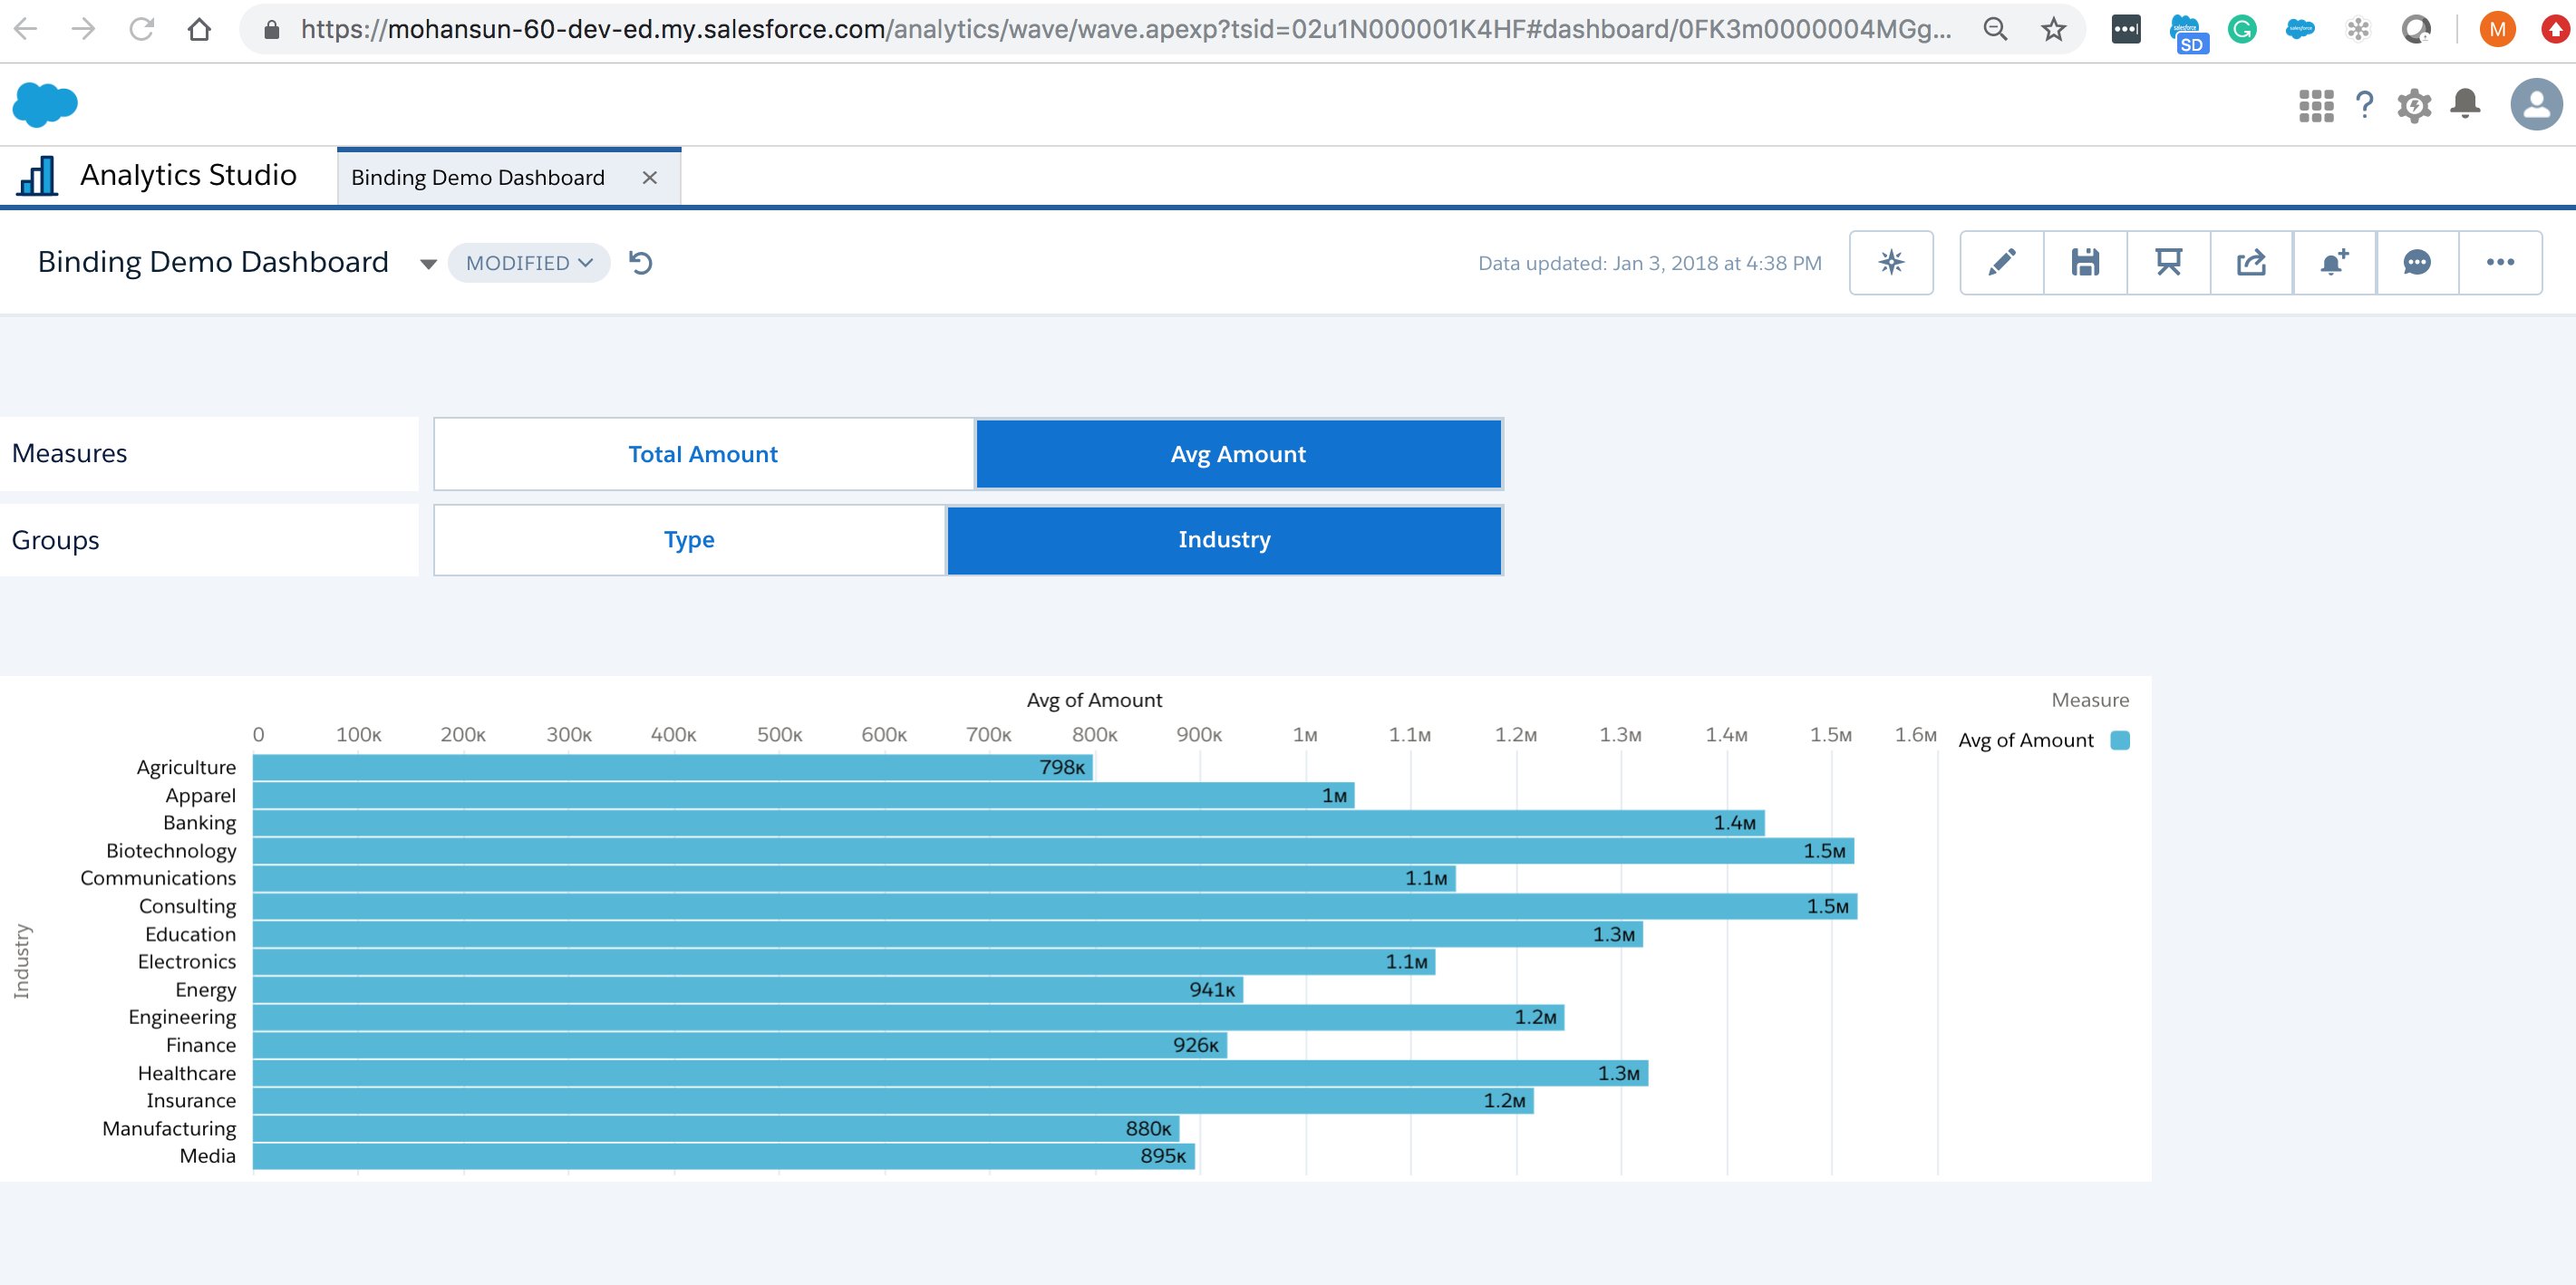 https://mohansun-60-dev-ed.my.salesforce.com/analytics/wave/wave.apexp?tsid=02u1N000001K4HF#dashboard/0FK3m0000004MGg...
SD
M
Analytics Studio
Binding Demo Dashboard
Binding Demo Dashboard
MODIFIED
Data updated: Jan 3, 2018 at 4:38 PM
Measures
Total Amount
Avg Amount
Groups
Type
Industry
Avg of Amount
Measure
0 100K 200K 300K 400K 500K 600K 700K 800K 900K 1M 1.1M 1.2M 1.3M 1.4M 1.5M 1.6M
Avg of Amount
Industry
Agriculture 798K
Apparel 1M
Banking 1.4M
Biotechnology 1.5M
Communications 1.1M
Consulting 1.5M
Education 1.3M
Electronics 1.1M
Energy 941K
Engineering 1.2M
Finance 926K
Healthcare 1.3M
Insurance 1.2M
Manufacturing 880K
Media 895K